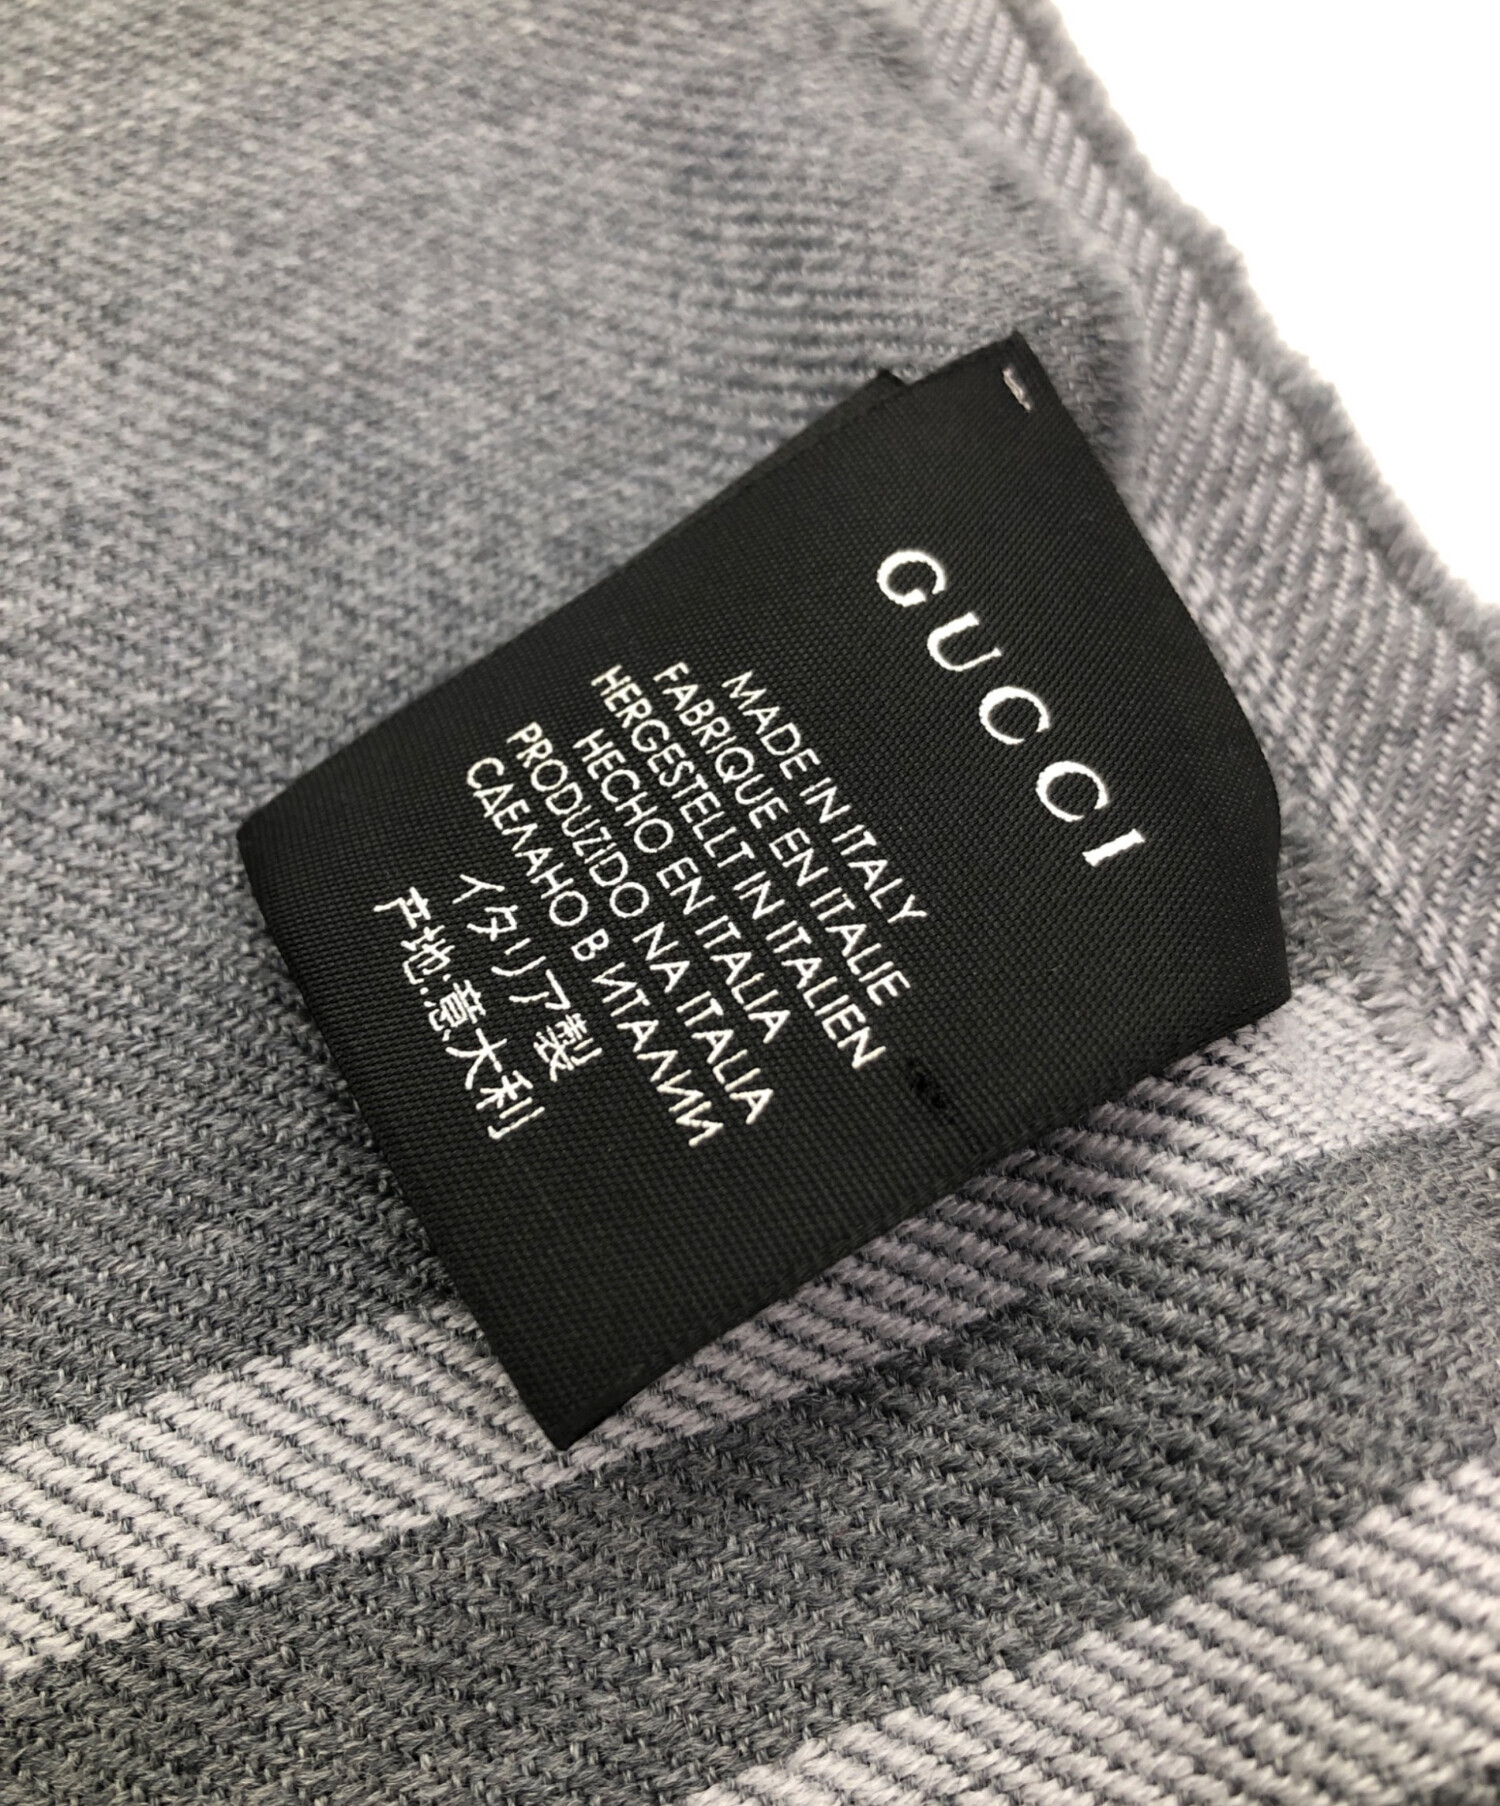 GUCCI
MADE IN ITALY
FABRIQUE EN ITALIE
HERGESTELLT IN ITALIEN
HECHO EN ITALIA
PRODUZIDO NA ITALIA
СДЕЛАНО В ИТАЛИИ
イタリア製
产地:意大利